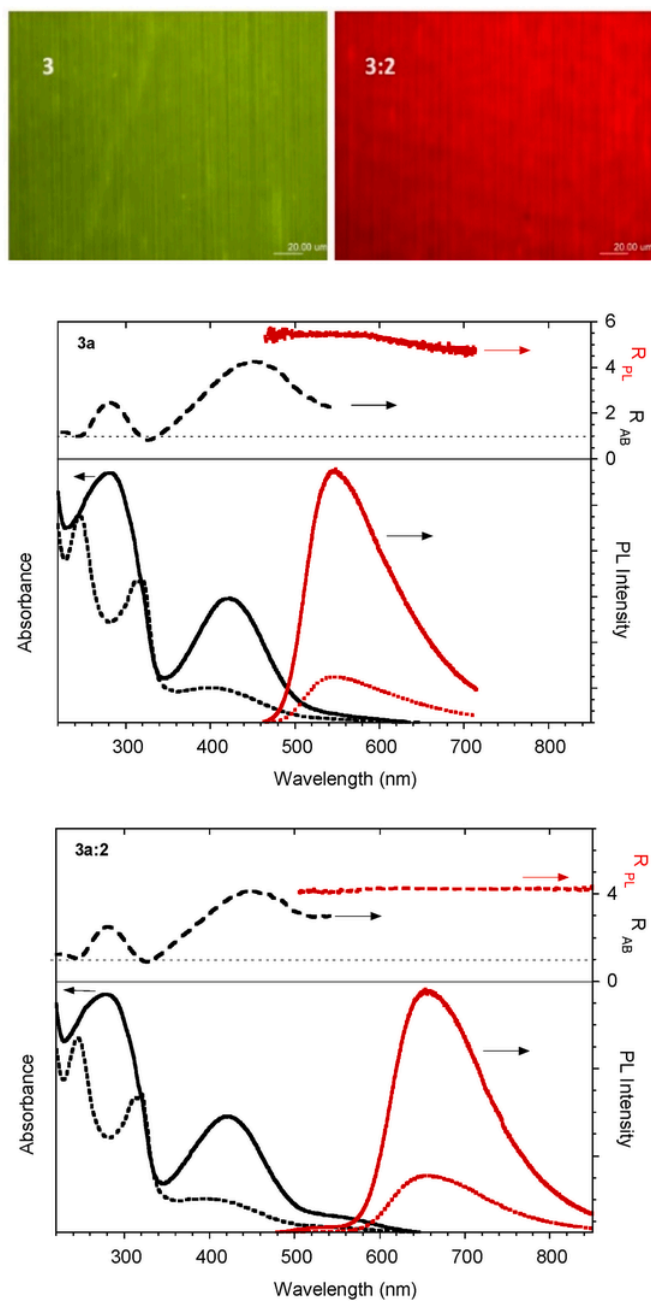 3
3:2
20.00 um
20.00 um
3a
6
4
2
0
R PL
R AB
Absorbance
PL Intensity
300 400 500 600 700 800
Wavelength (nm)
3a:2
4
0
R PL
R AB
Absorbance
PL Intensity
300 400 500 600 700 800
Wavelength (nm)